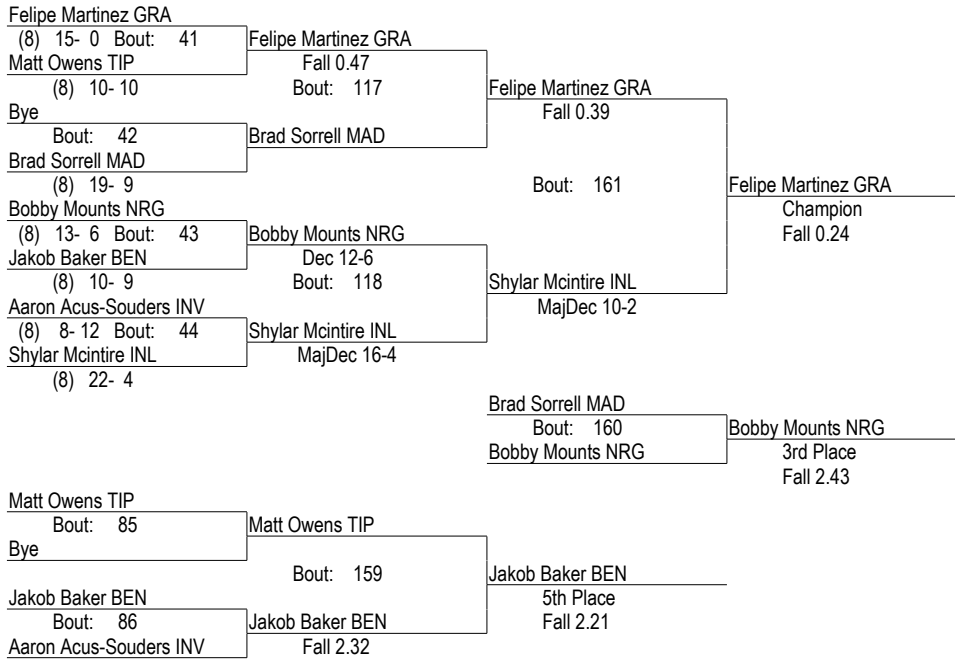 Felipe Martinez GRA
(8) 15- 0 Bout: 41
Felipe Martinez GRA
Matt Owens TIP
Fall 0.47
(8) 10- 10
Bout: 117
Felipe Martinez GRA
Bye
Fall 0.39
Bout: 42
Brad Sorrell MAD
Brad Sorrell MAD
(8) 19- 9
Bout: 161
Felipe Martinez GRA
Bobby Mounts NRG
Champion
(8) 13- 6 Bout: 43
Bobby Mounts NRG
Fall 0.24
Jakob Baker BEN
Dec 12-6
(8) 10- 9
Bout: 118
Shylar Mcintire INL
Aaron Acus-Souders INV
MajDec 10-2
(8) 8- 12 Bout: 44
Shylar Mcintire INL
Shylar Mcintire INL
MajDec 16-4
(8) 22- 4
Brad Sorrell MAD
Bout: 160
Bobby Mounts NRG
Bobby Mounts NRG
3rd Place
Fall 2.43
Matt Owens TIP
Bout: 85
Matt Owens TIP
Bye
Bout: 159
Jakob Baker BEN
Jakob Baker BEN
5th Place
Bout: 86
Jakob Baker BEN
Fall 2.21
Aaron Acus-Souders INV
Fall 2.32